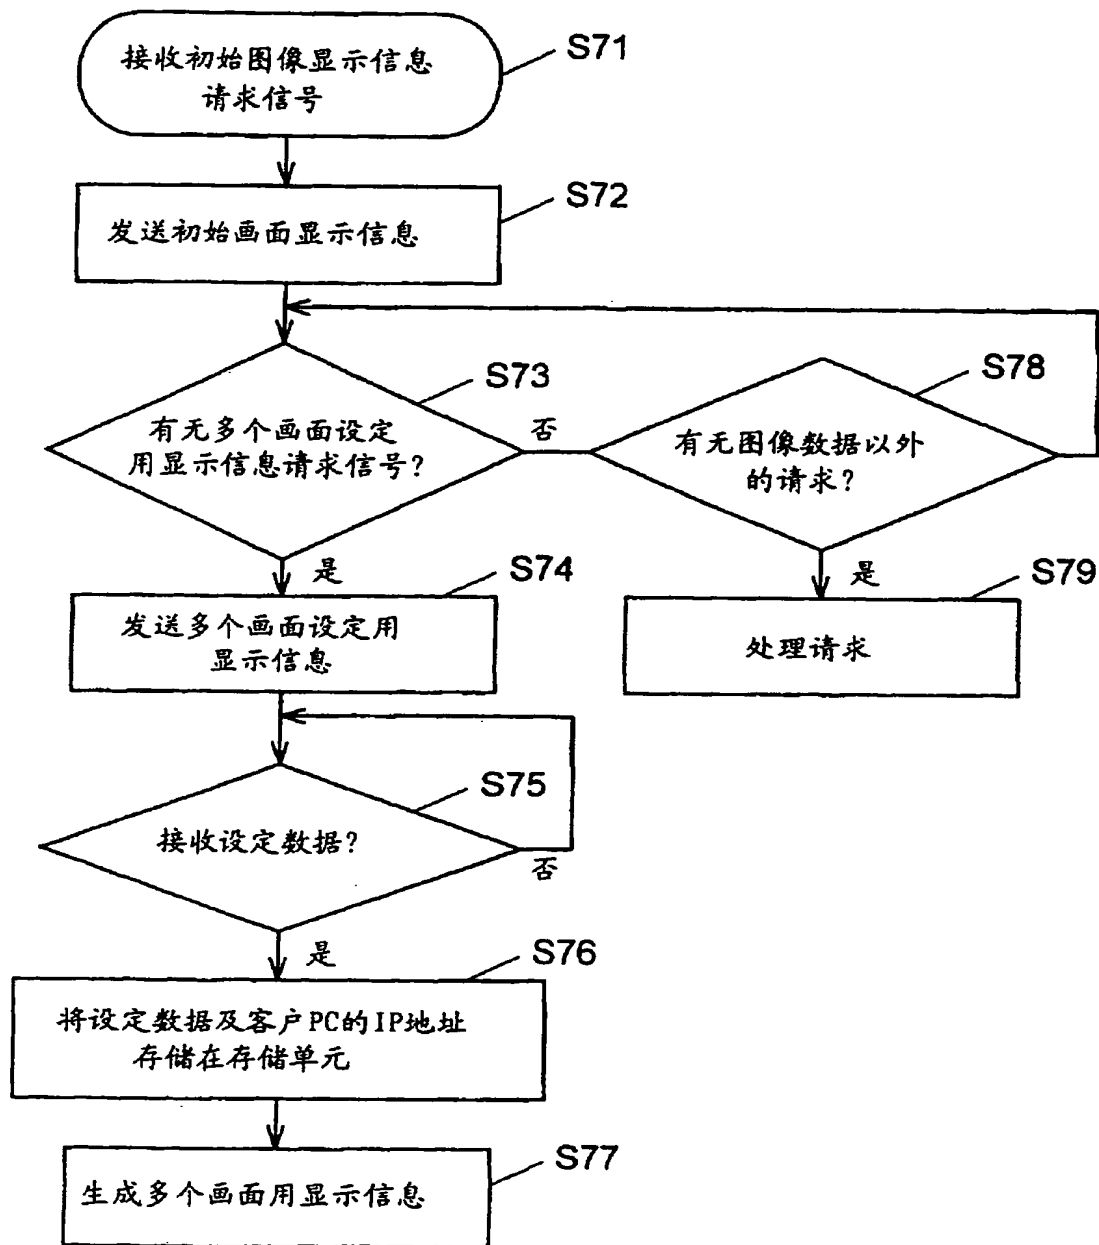 接收初始图像显示信息
请求信号
S71
发送初始画面显示信息
S72
有无多个画面设定
用显示信息请求信号?
S73
否
有无图像数据以外
的请求?
S78
是
发送多个画面设定用
显示信息
S74
是
处理请求
S79
接收设定数据?
S75
否
是
将设定数据及客户PC的IP地址
存储在存储单元
S76
生成多个画面用显示信息
S77